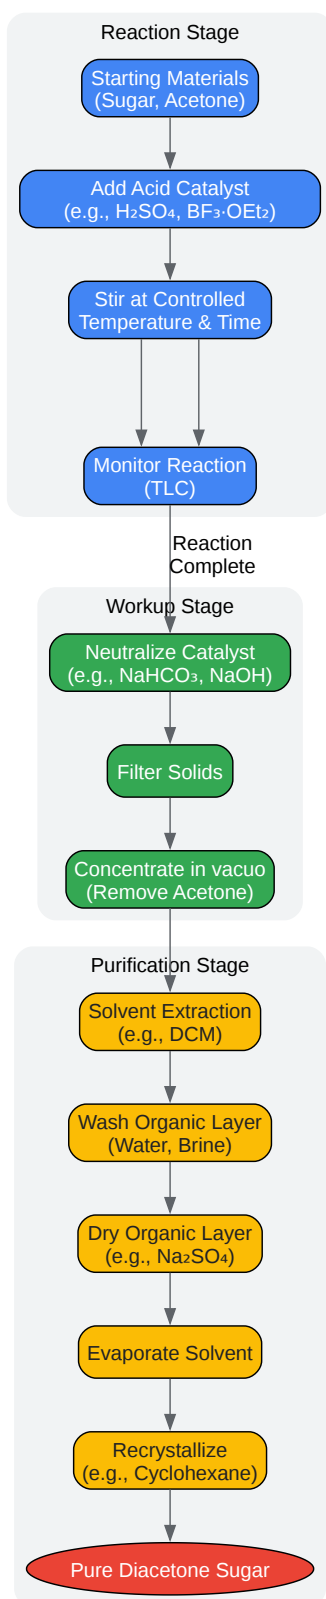 Reaction Stage
Starting Materials
(Sugar, Acetone)
Add Acid Catalyst
(e.g., H₂SO₄, BF₃·OEt₂)
Stir at Controlled
Temperature & Time
Monitor Reaction
(TLC)
Reaction
Complete
Workup Stage
Neutralize Catalyst
(e.g., NaHCO₃, NaOH)
Filter Solids
Concentrate in vacuo
(Remove Acetone)
Purification Stage
Solvent Extraction
(e.g., DCM)
Wash Organic Layer
(Water, Brine)
Dry Organic Layer
(e.g., Na₂SO₄)
Evaporate Solvent
Recrystallize
(e.g., Cyclohexane)
Pure Diacetone Sugar